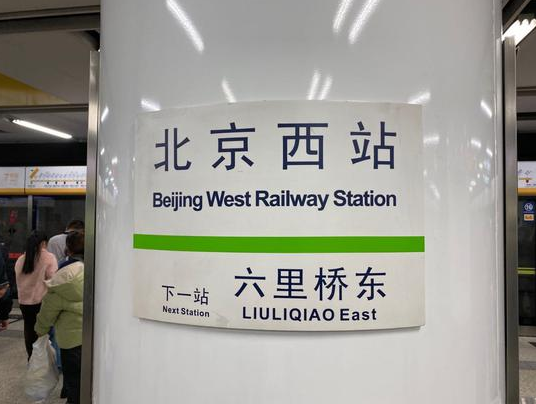 北京西站
Beijing West Railway Station
下一站
Next Station
六里桥东
LIULIQIAO East